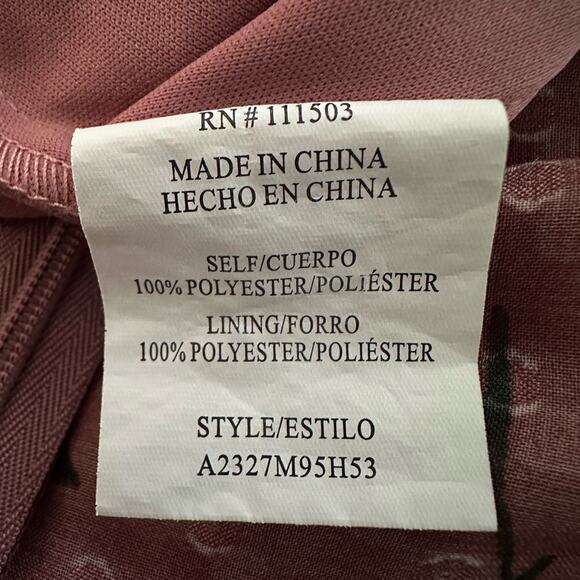 RN # 111503
MADE IN CHINA
HECHO EN CHINA
SELF/CUERPO
100% POLYESTER/POLIÉSTER
LINING/FORRO
100% POLYESTER/POLIÉSTER
STYLE/ESTILO
A2327M95H53